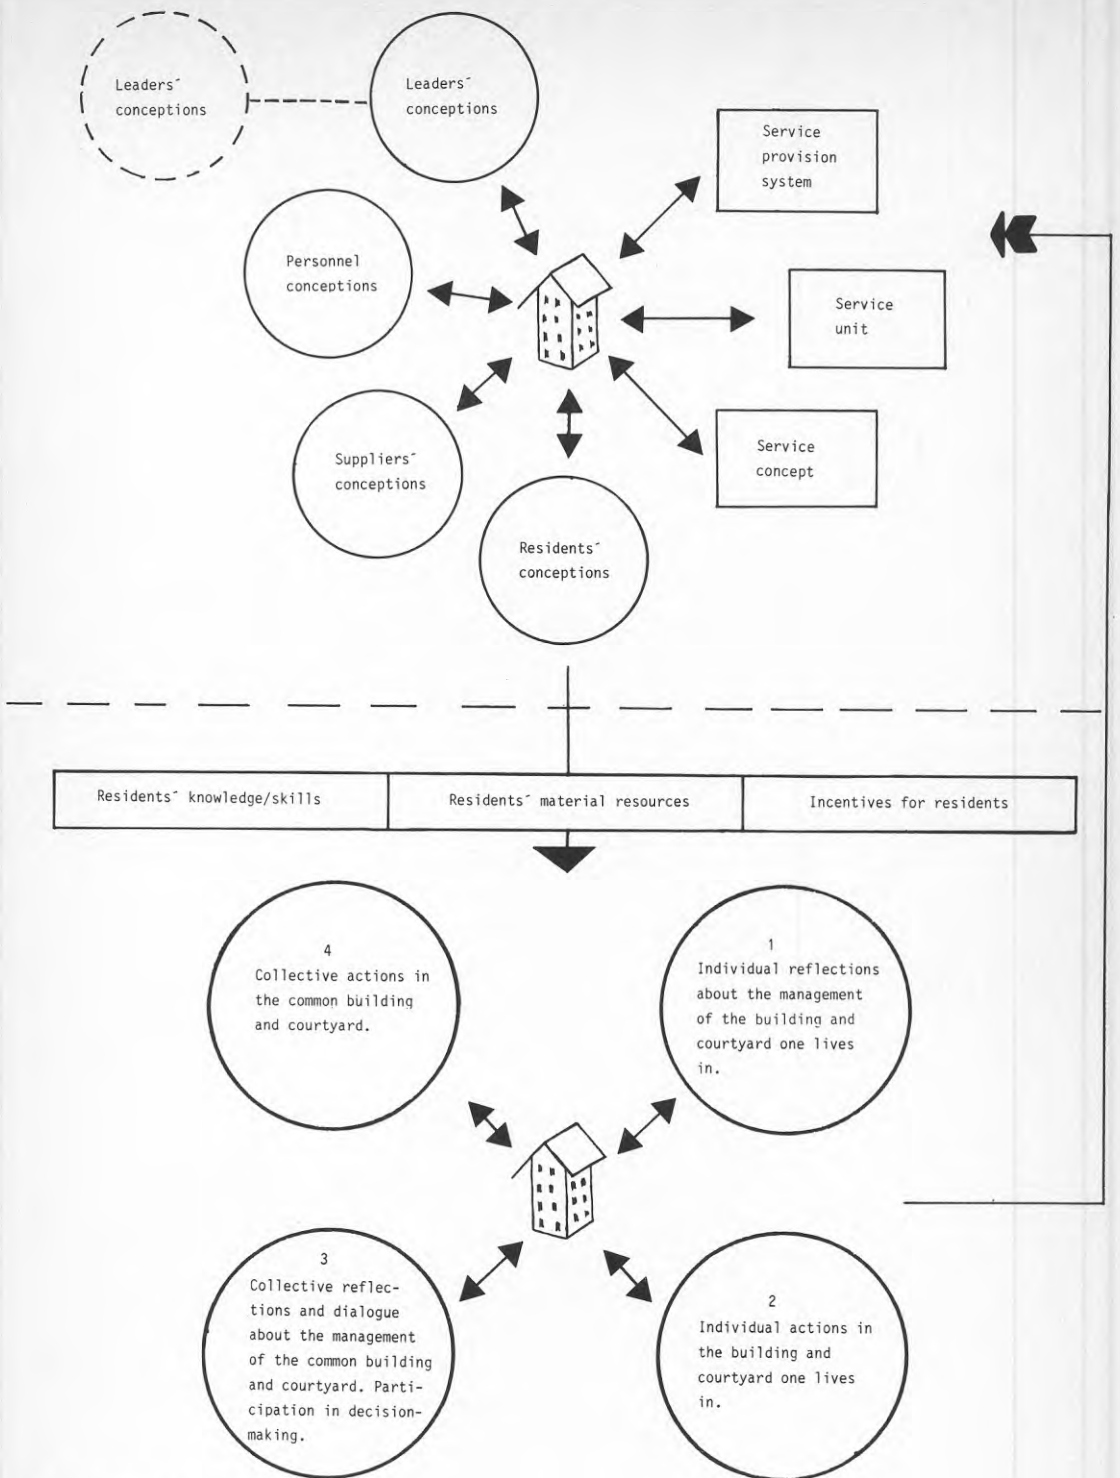 Leaders´
conceptions
Leaders´
conceptions
Service
provision
system
Personnel
conceptions
Service
unit
Suppliers´
conceptions
Service
concept
Residents´
conceptions
Residents´ knowledge/skills
Residents´ material resources
Incentives for residents
4
Collective actions in
the common building
and courtyard.
1
Individual reflections
about the management
of the building and
courtyard one lives
in.
3
Collective reflec-
tions and dialogue
about the management
of the common building
and courtyard. Parti-
cipation in decision-
making.
2
Individual actions in
the building and
courtyard one lives
in.